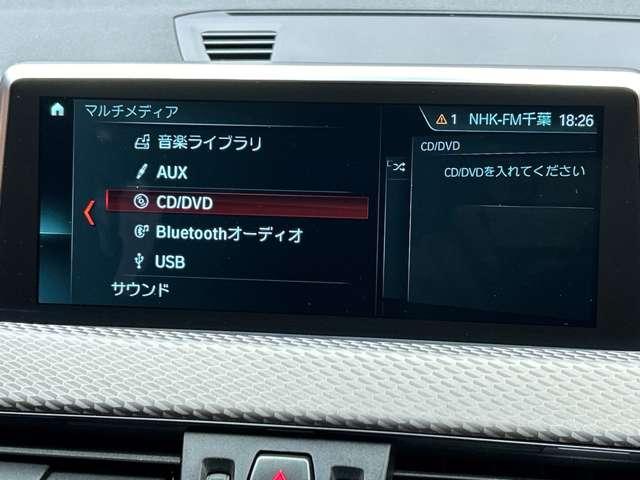 マルチメディア
1 NHK-FM千葉 18:26
音楽ライブラリ
AUX
CD/DVD
Bluetoothオーディオ
USB
サウンド
CD/DVD
CD/DVDを入れてください